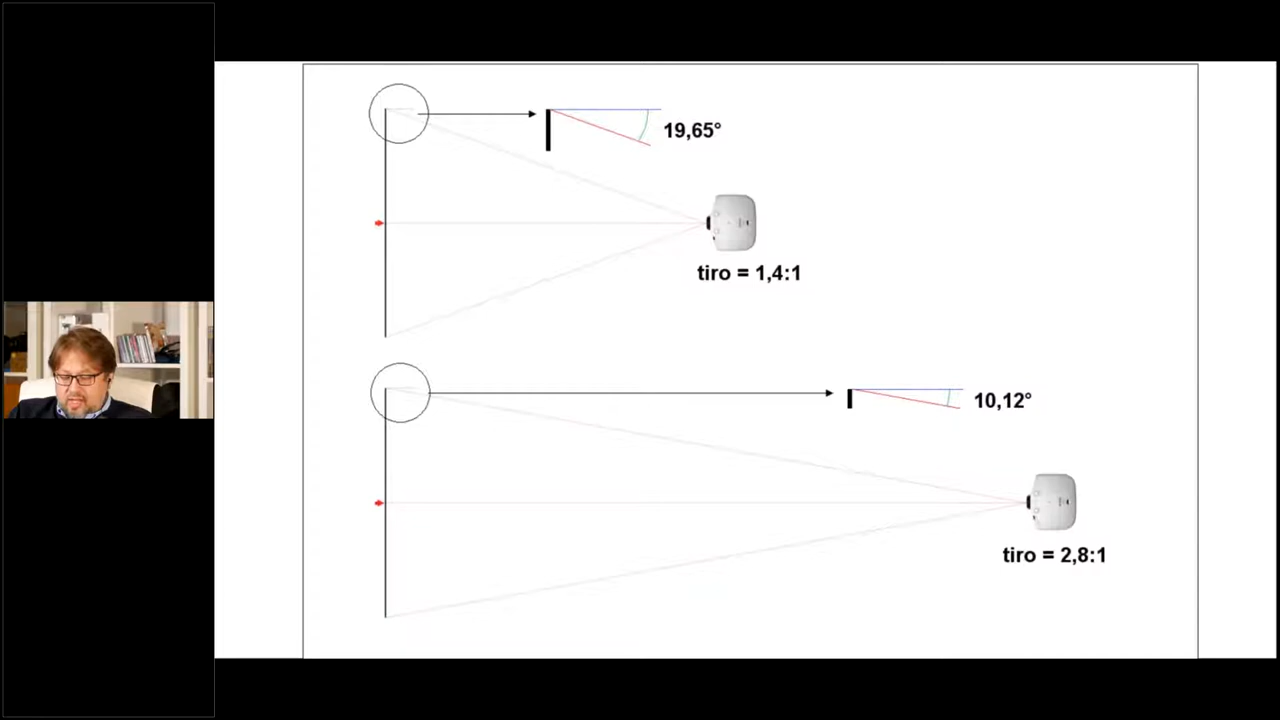 19,65°
tiro = 1,4:1
10,12°
tiro = 2,8:1